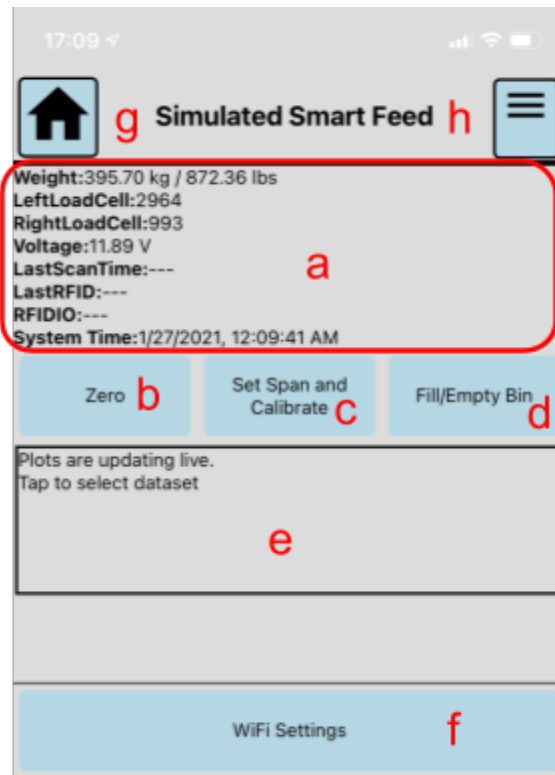 17:09
g Simulated Smart Feed h
Weight:395.70 kg / 872.36 lbs
LeftLoadCell:2964
RightLoadCell:993
Voltage:11.89 V
LastScanTime:---
LastRFID:---
RFIDIO:---
System Time:1/27/2021, 12:09:41 AM
a
Zero b
Set Span and
Calibrate c
Fill/Empty Bin d
Plots are updating live.
Tap to select dataset
e
WiFi Settings f